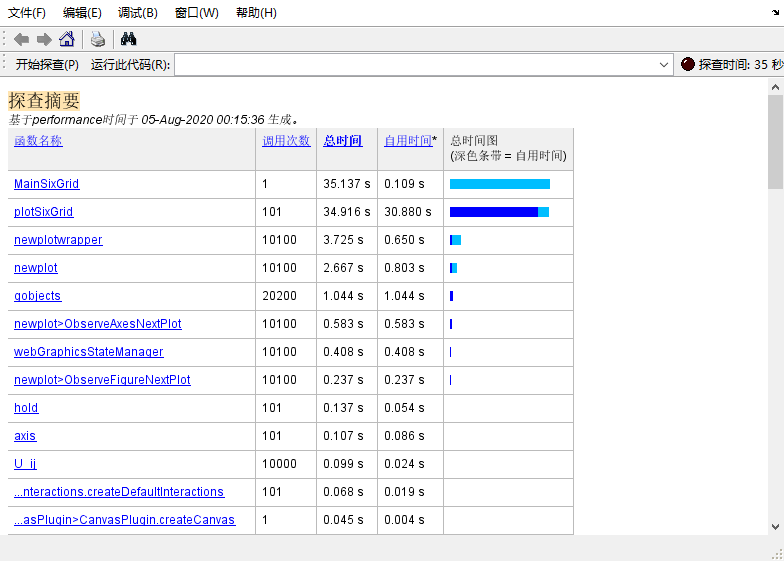 文件(F) 编辑(E) 调试(B) 窗口(W) 帮助(H)
开始探查(P) 运行此代码(R): 探查时间: 35 秒
探查摘要
基于performance时间于 05-Aug-2020 00:15:36 生成。
函数名称 调用次数 总时间 自用时间* 总时间图
(深色条带 = 自用时间)
MainSixGrid 1 35.137 s 0.109 s
plotSixGrid 101 34.916 s 30.880 s
newplotwrapper 10100 3.725 s 0.650 s
newplot 10100 2.667 s 0.803 s
gobjects 20200 1.044 s 1.044 s
newplot>ObserveAxesNextPlot 10100 0.583 s 0.583 s
webGraphicsStateManager 10100 0.408 s 0.408 s
newplot>ObserveFigureNextPlot 10100 0.237 s 0.237 s
hold 101 0.137 s 0.054 s
axis 101 0.107 s 0.086 s
U_ij 10000 0.099 s 0.024 s
...nteractions.createDefaultInteractions 101 0.068 s 0.019 s
...asPlugin>CanvasPlugin.createCanvas 1 0.045 s 0.004 s